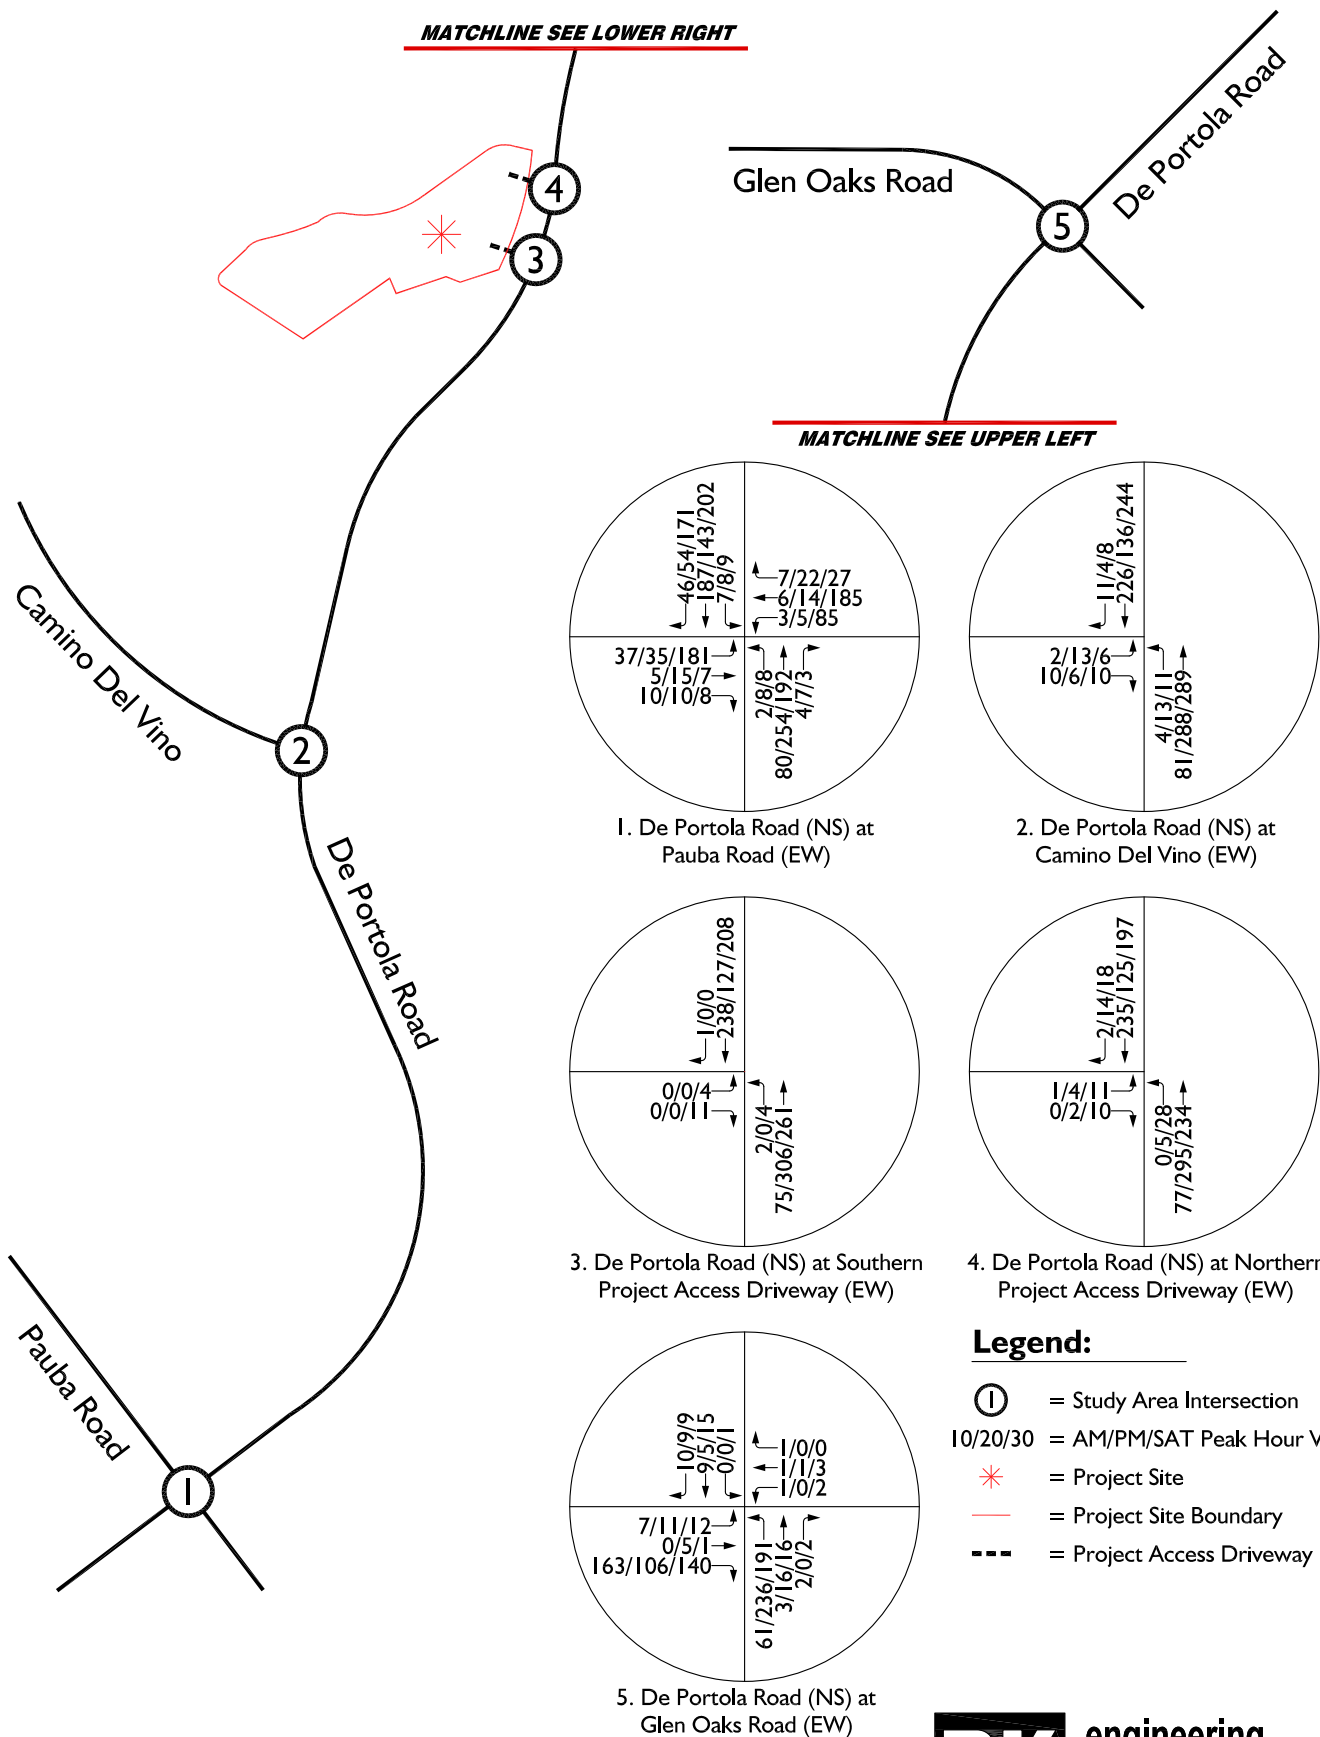 MATCHLINE SEE LOWER RIGHT
De Portola Road
Glen Oaks Road
4
5
3
MATCHLINE SEE UPPER LEFT
Camino Del Vino
2
De Portola Road
Pauba Road
1
46/54/171
187/143/202
7/8/9
7/22/27
6/14/185
3/5/85
37/35/181
5/15/7
10/10/8
2/8/8
80/254/192
4/7/3
1. De Portola Road (NS) at
Pauba Road (EW)
11/4/8
226/136/244
2/13/6
10/6/10
4/13/11
81/288/289
2. De Portola Road (NS) at
Camino Del Vino (EW)
1/0/0
238/127/208
0/0/4
0/0/11
2/0/4
75/306/261
3. De Portola Road (NS) at Southern
Project Access Driveway (EW)
2/14/18
235/125/197
1/4/11
0/2/10
0/5/28
77/295/234
4. De Portola Road (NS) at Northern
Project Access Driveway (EW)
10/9/9
9/5/15
0/0/1
1/0/0
1/1/3
1/0/2
7/11/12
0/5/1
163/106/140
61/236/191
3/16/16
2/0/2
5. De Portola Road (NS) at
Glen Oaks Road (EW)
Legend:
1 = Study Area Intersection
10/20/30 = AM/PM/SAT Peak Hour
= Project Site
= Project Site Boundary
= Project Access Driveway
engineering